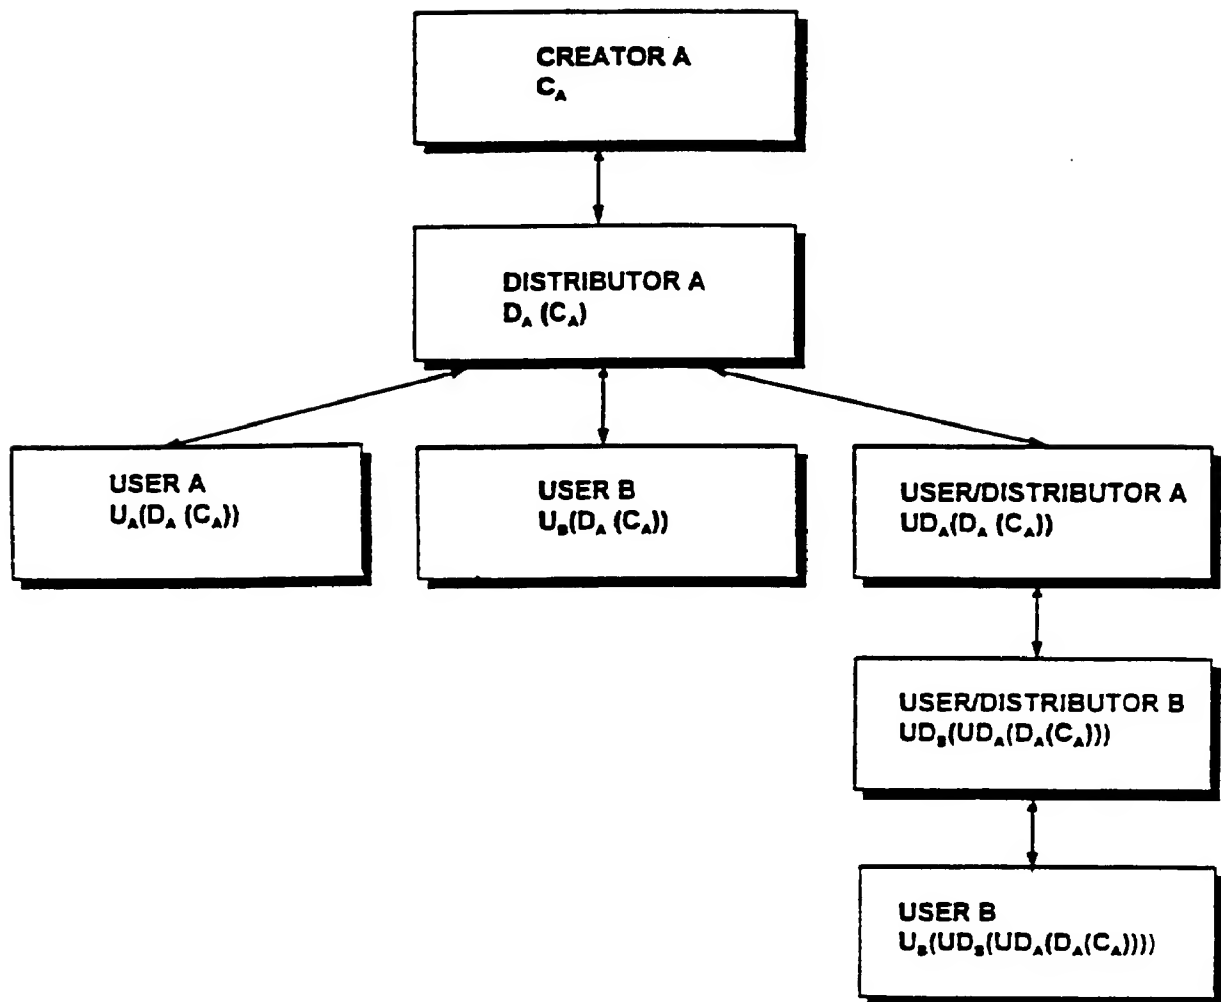 CREATOR A
C_A
DISTRIBUTOR A
D_A (C_A)
USER A
U_A(D_A (C_A))
USER B
U_B(D_A (C_A))
USER/DISTRIBUTOR A
UD_A(D_A (C_A))
USER/DISTRIBUTOR B
UD_B(UD_A(D_A(C_A)))
USER B
U_B(UD_B(UD_A(D_A(C_A))))